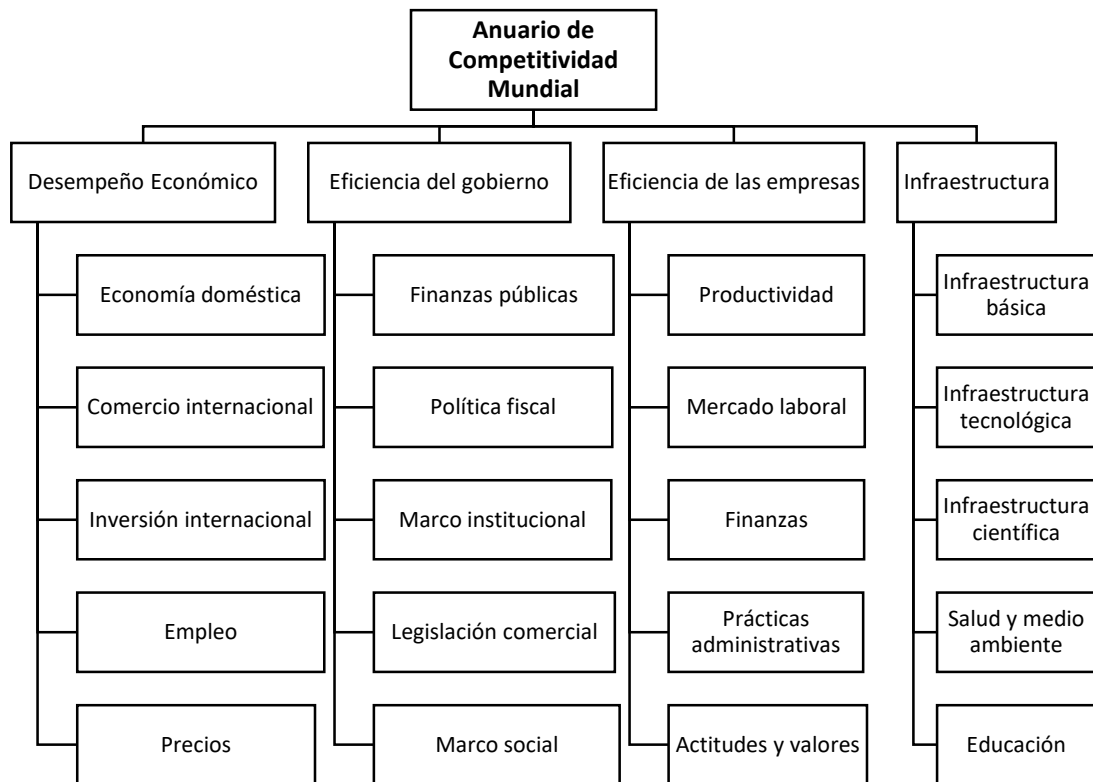 Anuario de
Competitividad
Mundial
Desempeño Económico
Eficiencia del gobierno
Eficiencia de las empresas
Infraestructura
Economía doméstica
Finanzas públicas
Productividad
Infraestructura
básica
Comercio internacional
Política fiscal
Mercado laboral
Infraestructura
tecnológica
Inversión internacional
Marco institucional
Finanzas
Infraestructura
científica
Empleo
Legislación comercial
Prácticas
administrativas
Salud y medio
ambiente
Precios
Marco social
Actitudes y valores
Educación